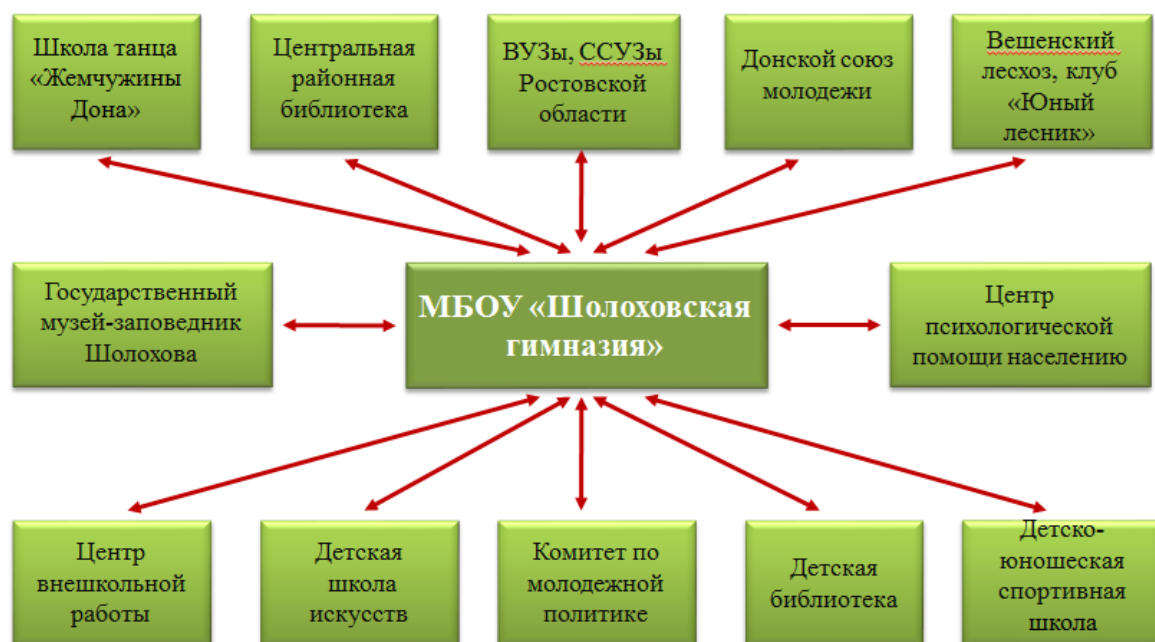 Школа танца
«Жемчужины
Дона»
Центральная
районная
библиотека
ВУЗы, ССУЗы
Ростовской
области
Донской союз
молодежи
Вешенский
лесхоз, клуб
«Юный
лесник»
Государственный
музей-заповедник
Шолохова
МБОУ «Шолоховская
гимназия»
Центр
психологической
помощи населению
Центр
внешкольной
работы
Детская
школа
искусств
Комитет по
молодежной
политике
Детская
библиотека
Детско-
юношеская
спортивная
школа